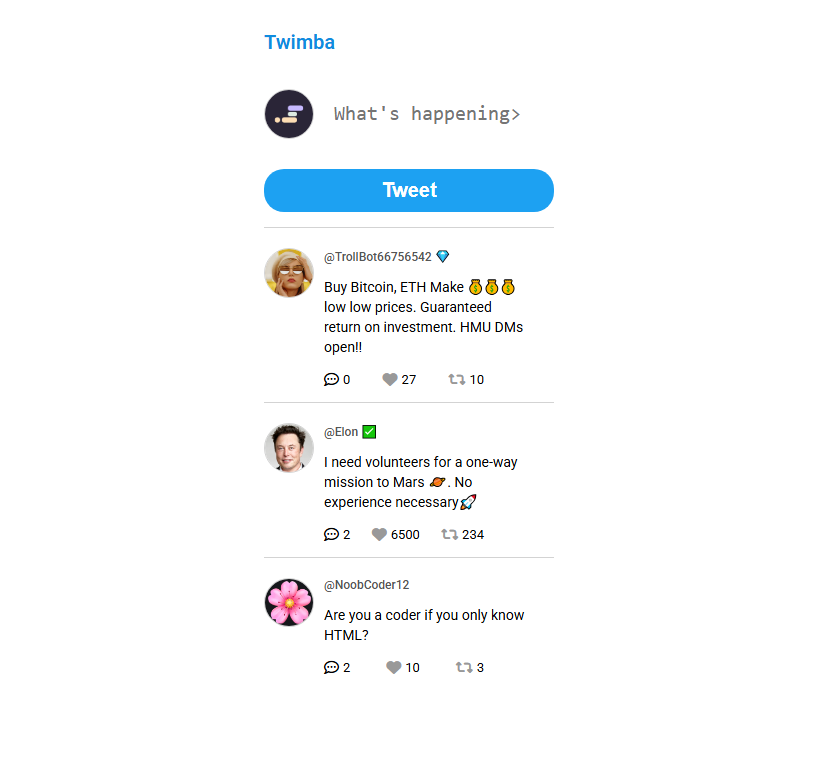 Twimba
What's happening>
Tweet
@TrollBot66756542 💎
Buy Bitcoin, ETH Make 💰💰💰
low low prices. Guaranteed
return on investment. HMU DMs
open!!
0 27 10
@Elon ✅
I need volunteers for a one-way
mission to Mars 🪐. No
experience necessary🚀
2 6500 234
@NoobCoder12
Are you a coder if you only know
HTML?
2 10 3